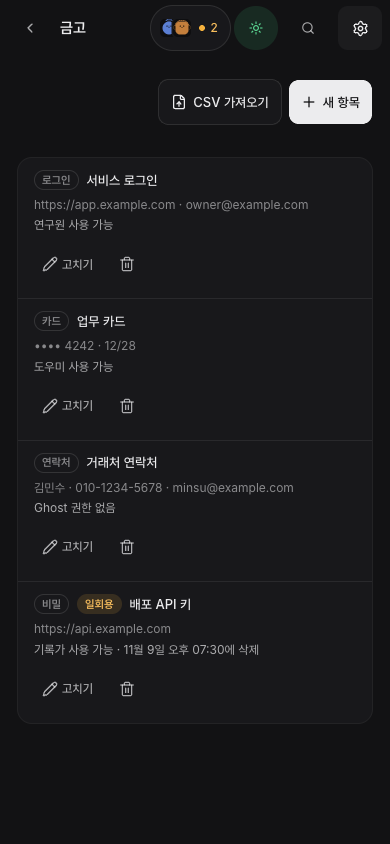 금고
2
CSV 가져오기
새 항목
로그인 서비스 로그인
https://app.example.com · owner@example.com
연구원 사용 가능
고치기
카드 업무 카드
•••• 4242 · 12/28
도우미 사용 가능
고치기
연락처 거래처 연락처
김민수 · 010-1234-5678 · minsu@example.com
Ghost 권한 없음
고치기
비밀 일회용 배포 API 키
https://api.example.com
기록가 사용 가능 · 11월 9일 오후 07:30에 삭제
고치기